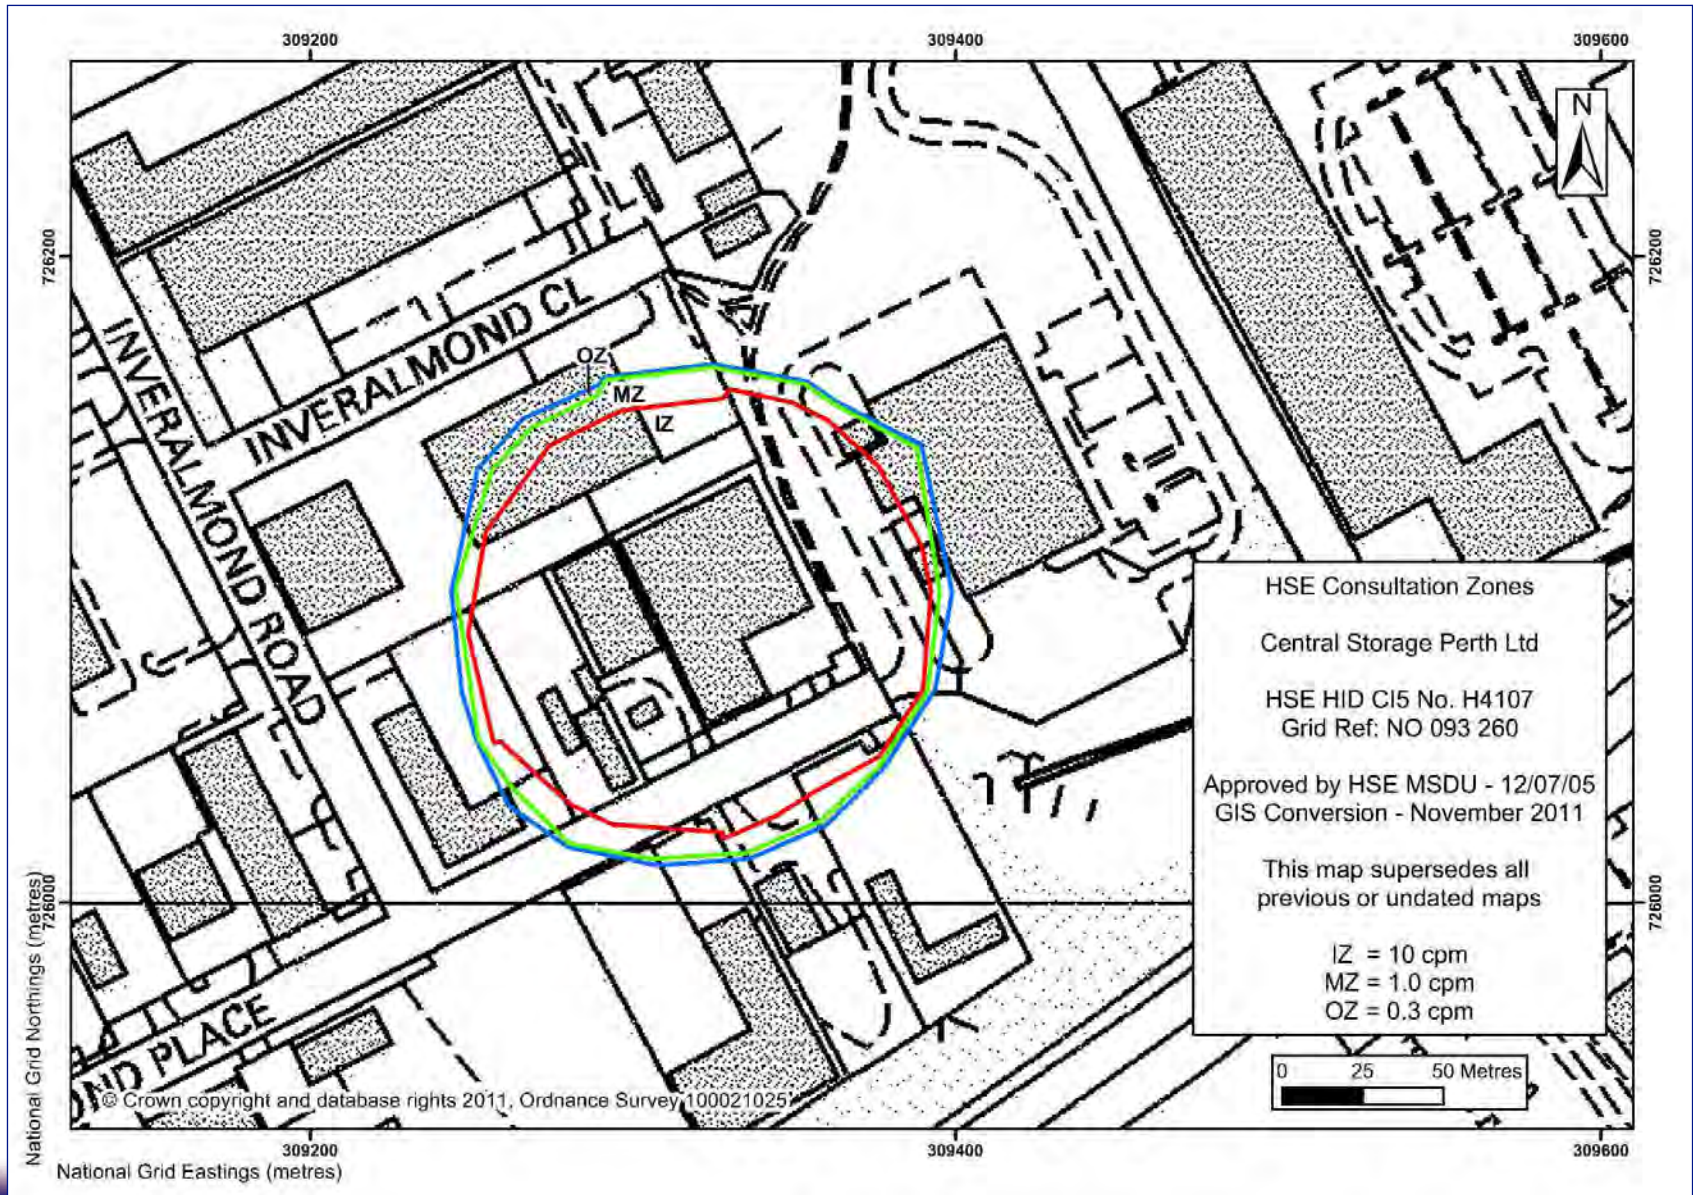 309200
309400
309600
N
726200
726200
INVERALMOND CL
INVERALMOND ROAD
OZ
MZ
IZ
HSE Consultation Zones
Central Storage Perth Ltd
HSE HID CI5 No. H4107
Grid Ref: NO 093 260
Approved by HSE MSDU - 12/07/05
GIS Conversion - November 2011
This map supersedes all
previous or undated maps
IZ = 10 cpm
MZ = 1.0 cpm
OZ = 0.3 cpm
726000
726000
OND PLACE
0 25 50 Metres
© Crown copyright and database rights 2011, Ordnance Survey 100021025
309200
309400
309600
National Grid Northings (metres)
National Grid Eastings (metres)